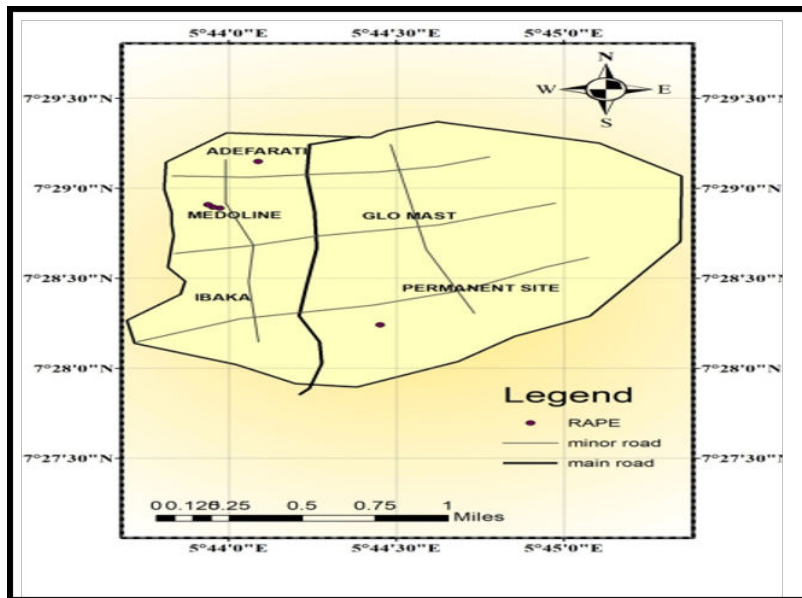 5°44'0"E 5°44'30"E 5°45'0"E
N
W E
S
7°29'30"N 7°29'30"N
ADEFARATI
7°29'0"N 7°29'0"N
MEDOLINE GLO MAST
7°28'30"N 7°28'30"N
IBAKA PERMANENT SITE
7°28'0"N 7°28'0"N
Legend
RAPE
minor road
7°27'30"N 7°27'30"N
main road
0 0.125 0.25 0.5 0.75 1
Miles
5°44'0"E 5°44'30"E 5°45'0"E